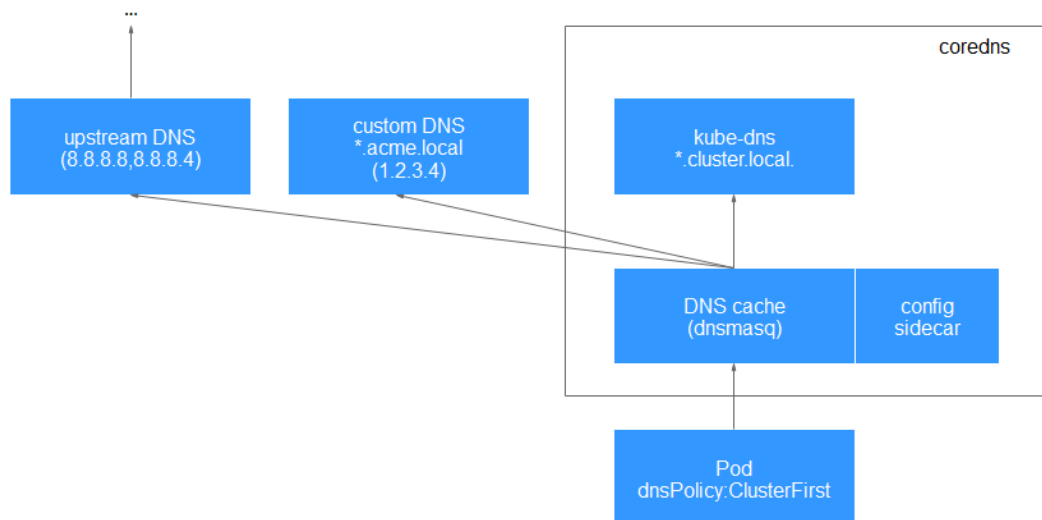 ...
coredns
upstream DNS
(8.8.8.8,8.8.8.4)
custom DNS
*.acme.local
(1.2.3.4)
kube-dns
*.cluster.local.
DNS cache
(dnsmasq)
config
sidecar
Pod
dnsPolicy:ClusterFirst